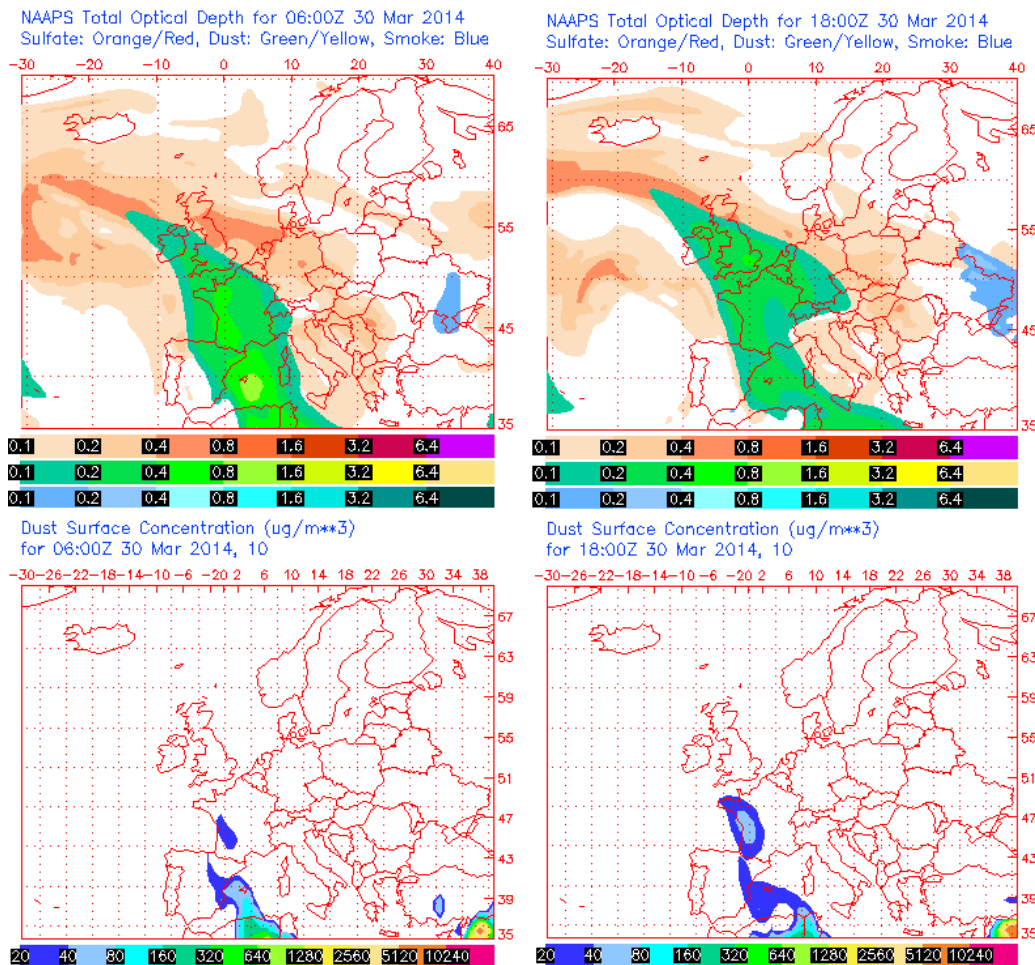 NAAPS Total Optical Depth for 06:00Z 30 Mar 2014
Sulfate: Orange/Red, Dust: Green/Yellow, Smoke: Blue
-30 -20 -10 0 10 20 30 40
65
55
45
35
0.1 0.2 0.4 0.8 1.6 3.2 6.4
0.1 0.2 0.4 0.8 1.6 3.2 6.4
0.1 0.2 0.4 0.8 1.6 3.2 6.4
NAAPS Total Optical Depth for 18:00Z 30 Mar 2014
Sulfate: Orange/Red, Dust: Green/Yellow, Smoke: Blue
-30 -20 -10 0 10 20 30 40
65
55
45
35
0.1 0.2 0.4 0.8 1.6 3.2 6.4
0.1 0.2 0.4 0.8 1.6 3.2 6.4
0.1 0.2 0.4 0.8 1.6 3.2 6.4
Dust Surface Concentration (ug/m**3)
for 06:00Z 30 Mar 2014, 10
-30-26-22-18-14-10 -6 -20 2 6 10 14 18 22 26 30 34 38
67
63
59
55
51
47
43
39
35
20 40 80 160 320 640 1280 2560 5120 10240
Dust Surface Concentration (ug/m**3)
for 18:00Z 30 Mar 2014, 10
-30-26-22-18-14-10 -6 -20 2 6 10 14 18 22 26 30 34 38
67
63
59
55
51
47
43
39
35
20 40 80 160 320 640 1280 2560 5120 10240